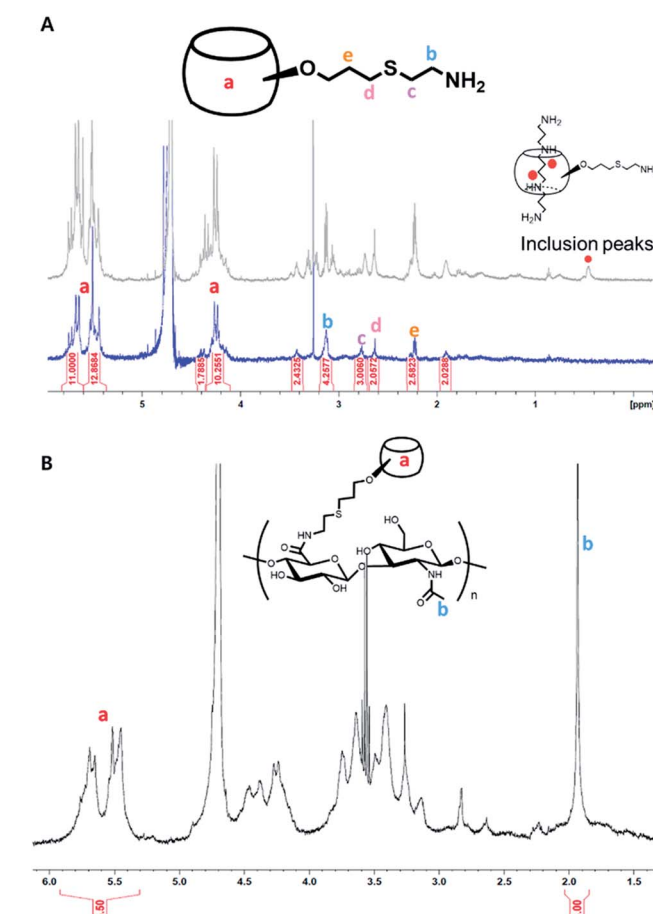 A
a
O
e
d
S
c
b
NH₂
NH₂
NH
HN
H₂N
O
S
Inclusion peaks
a
a
b
c
d
e
11.0000
12.8684
1.7885
10.2551
2.4325
4.2577
3.0060
2.0572
2.5823
2.0288
5
4
3
2
1
[ppm]
B
a
O
S
HN
O
HO
O
HO
O
O
HO
OH
O
O
NH
O
b
n
a
b
6.0
5.5
5.0
4.5
4.0
3.5
3.0
2.5
2.0
1.5
.50
.00